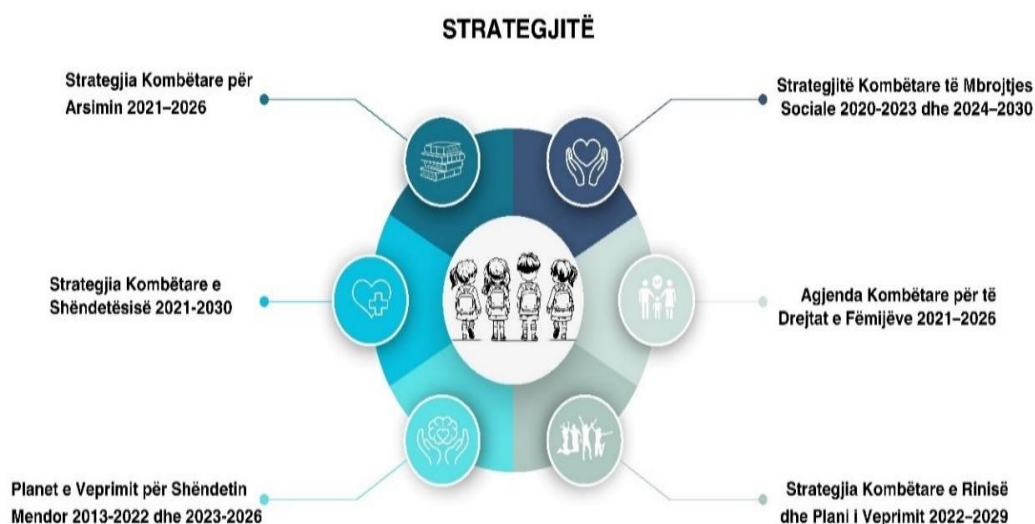 STRATEGJITË
Strategjia Kombëtare për
Arsimin 2021–2026
Strategjitë Kombëtare të Mbrojtjes
Sociale 2020-2023 dhe 2024–2030
Strategjia Kombëtare e
Shëndetësisë 2021-2030
Agjenda Kombëtare për të
Drejtat e Fëmijëve 2021–2026
Planet e Veprimit për Shëndetin
Mendor 2013-2022 dhe 2023-2026
Strategjia Kombëtare e Rinisë
dhe Plani i Veprimit 2022–2029